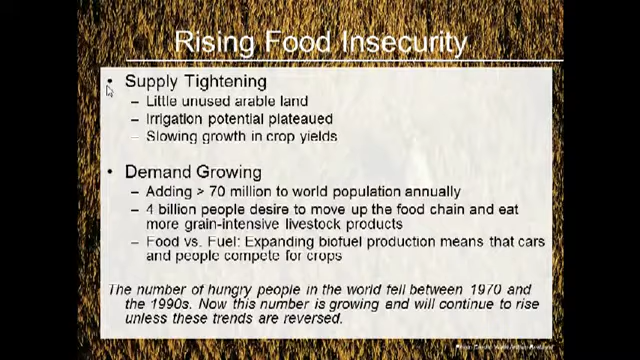 Rising Food Insecurity
• Supply Tightening
– Little unused arable land
– Irrigation potential plateaued
– Slowing growth in crop yields
• Demand Growing
– Adding > 70 million to world population annually
– 4 billion people desire to move up the food chain and eat
more grain-intensive livestock products
– Food vs. Fuel: Expanding biofuel production means that cars
and people compete for crops
The number of hungry people in the world fell between 1970 and
the 1990s. Now this number is growing and will continue to rise
unless these trends are reversed.